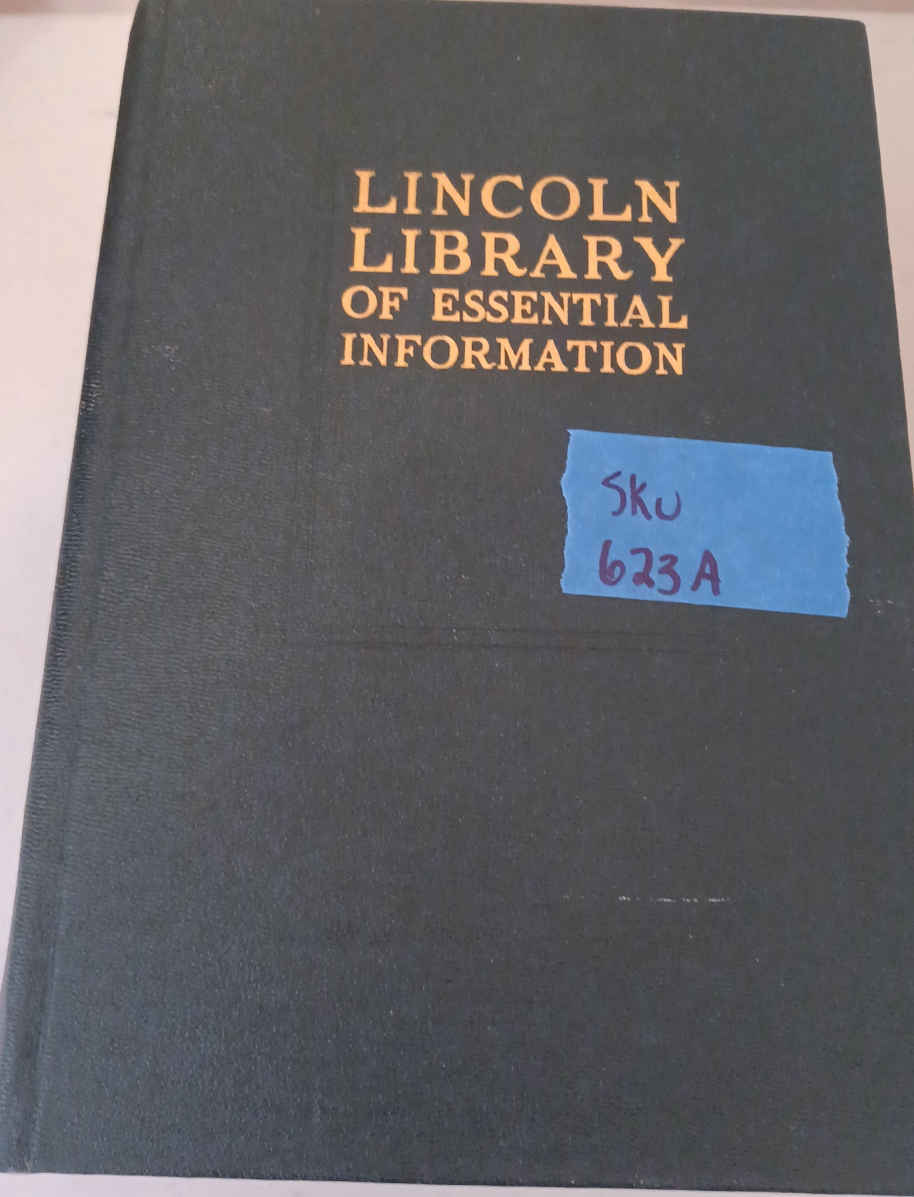 LINCOLN
LIBRARY
OF ESSENTIAL
INFORMATION
SKU
623A